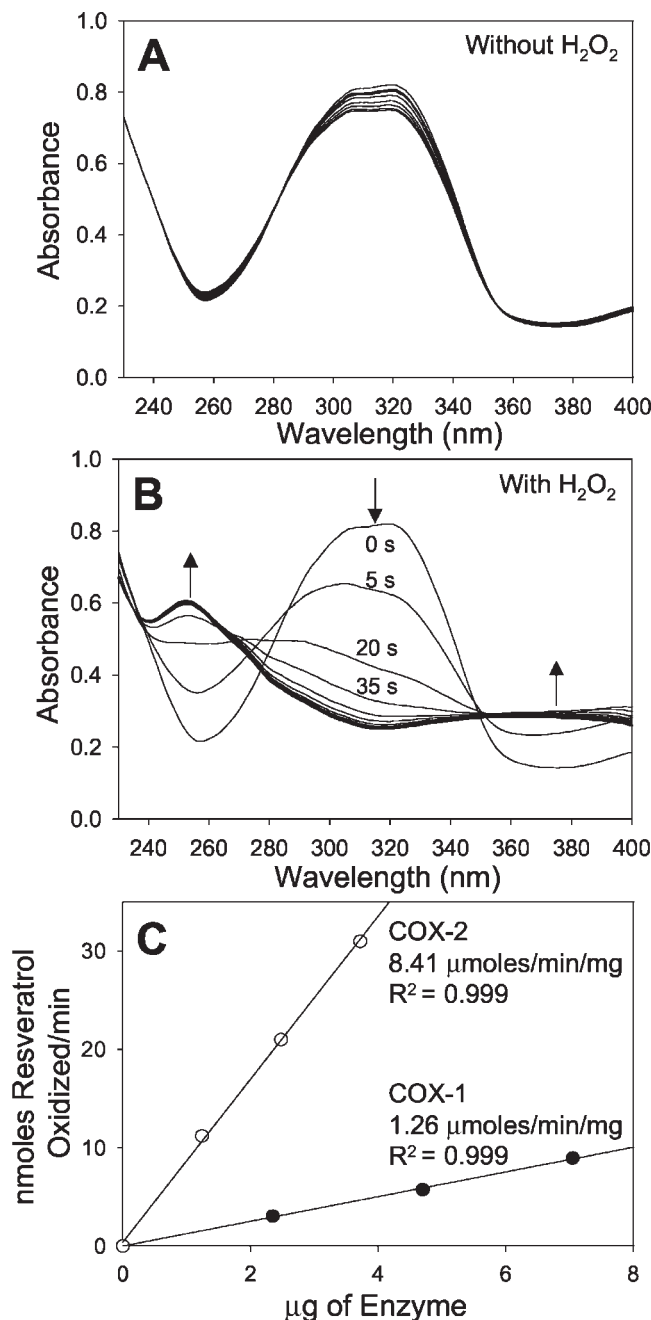 A
Without H₂O₂
1.0
0.8
0.6
0.4
0.2
0.0
Absorbance
240 260 280 300 320 340 360 380 400
Wavelength (nm)
B
With H₂O₂
1.0
0.8
0.6
0.4
0.2
0.0
Absorbance
0 s
5 s
20 s
35 s
240 260 280 300 320 340 360 380 400
Wavelength (nm)
C
30
20
10
0
nmoles Resveratrol
Oxidized/min
COX-2
8.41 μmoles/min/mg
R² = 0.999
COX-1
1.26 μmoles/min/mg
R² = 0.999
0 2 4 6 8
μg of Enzyme